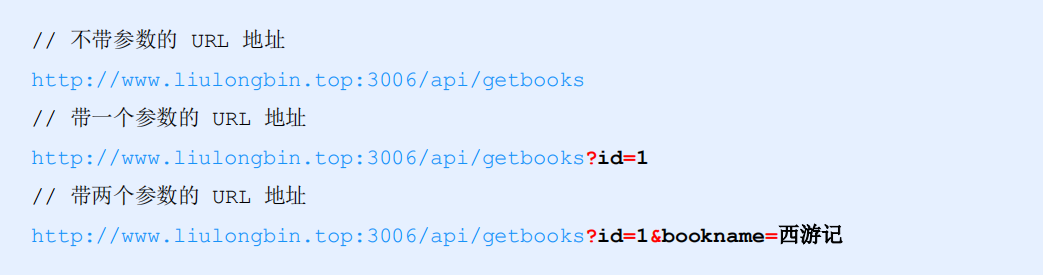 // 不带参数的 URL 地址
http://www.liulongbin.top:3006/api/getbooks
// 带一个参数的 URL 地址
http://www.liulongbin.top:3006/api/getbooks?id=1
// 带两个参数的 URL 地址
http://www.liulongbin.top:3006/api/getbooks?id=1&bookname=西游记